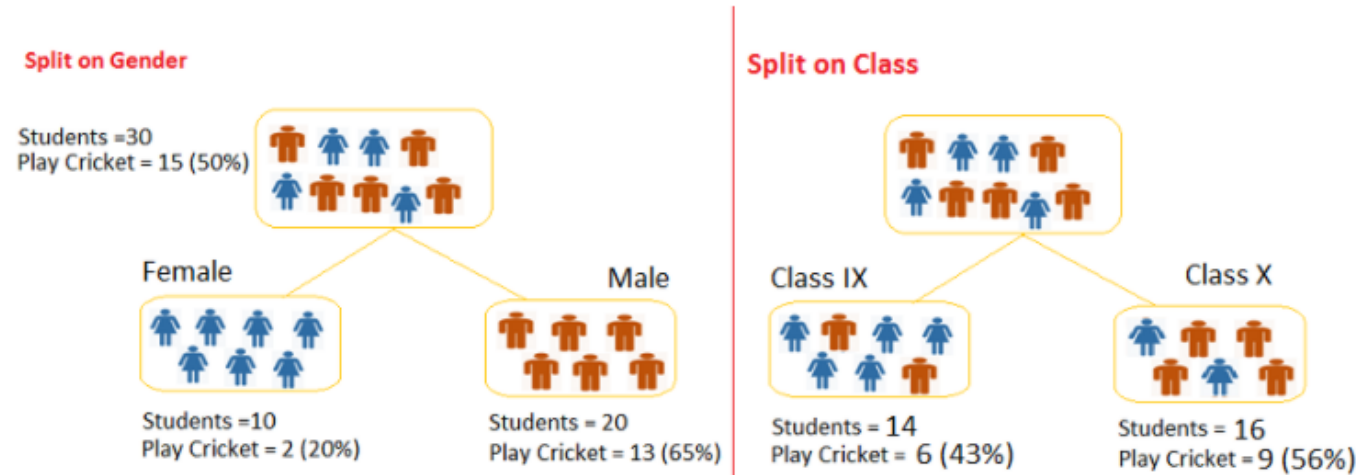 Split on Gender
Students =30
Play Cricket = 15 (50%)
Female
Male
Students =10
Play Cricket = 2 (20%)
Students = 20
Play Cricket = 13 (65%)
Split on Class
Class IX
Class X
Students = 14
Play Cricket = 6 (43%)
Students = 16
Play Cricket = 9 (56%)